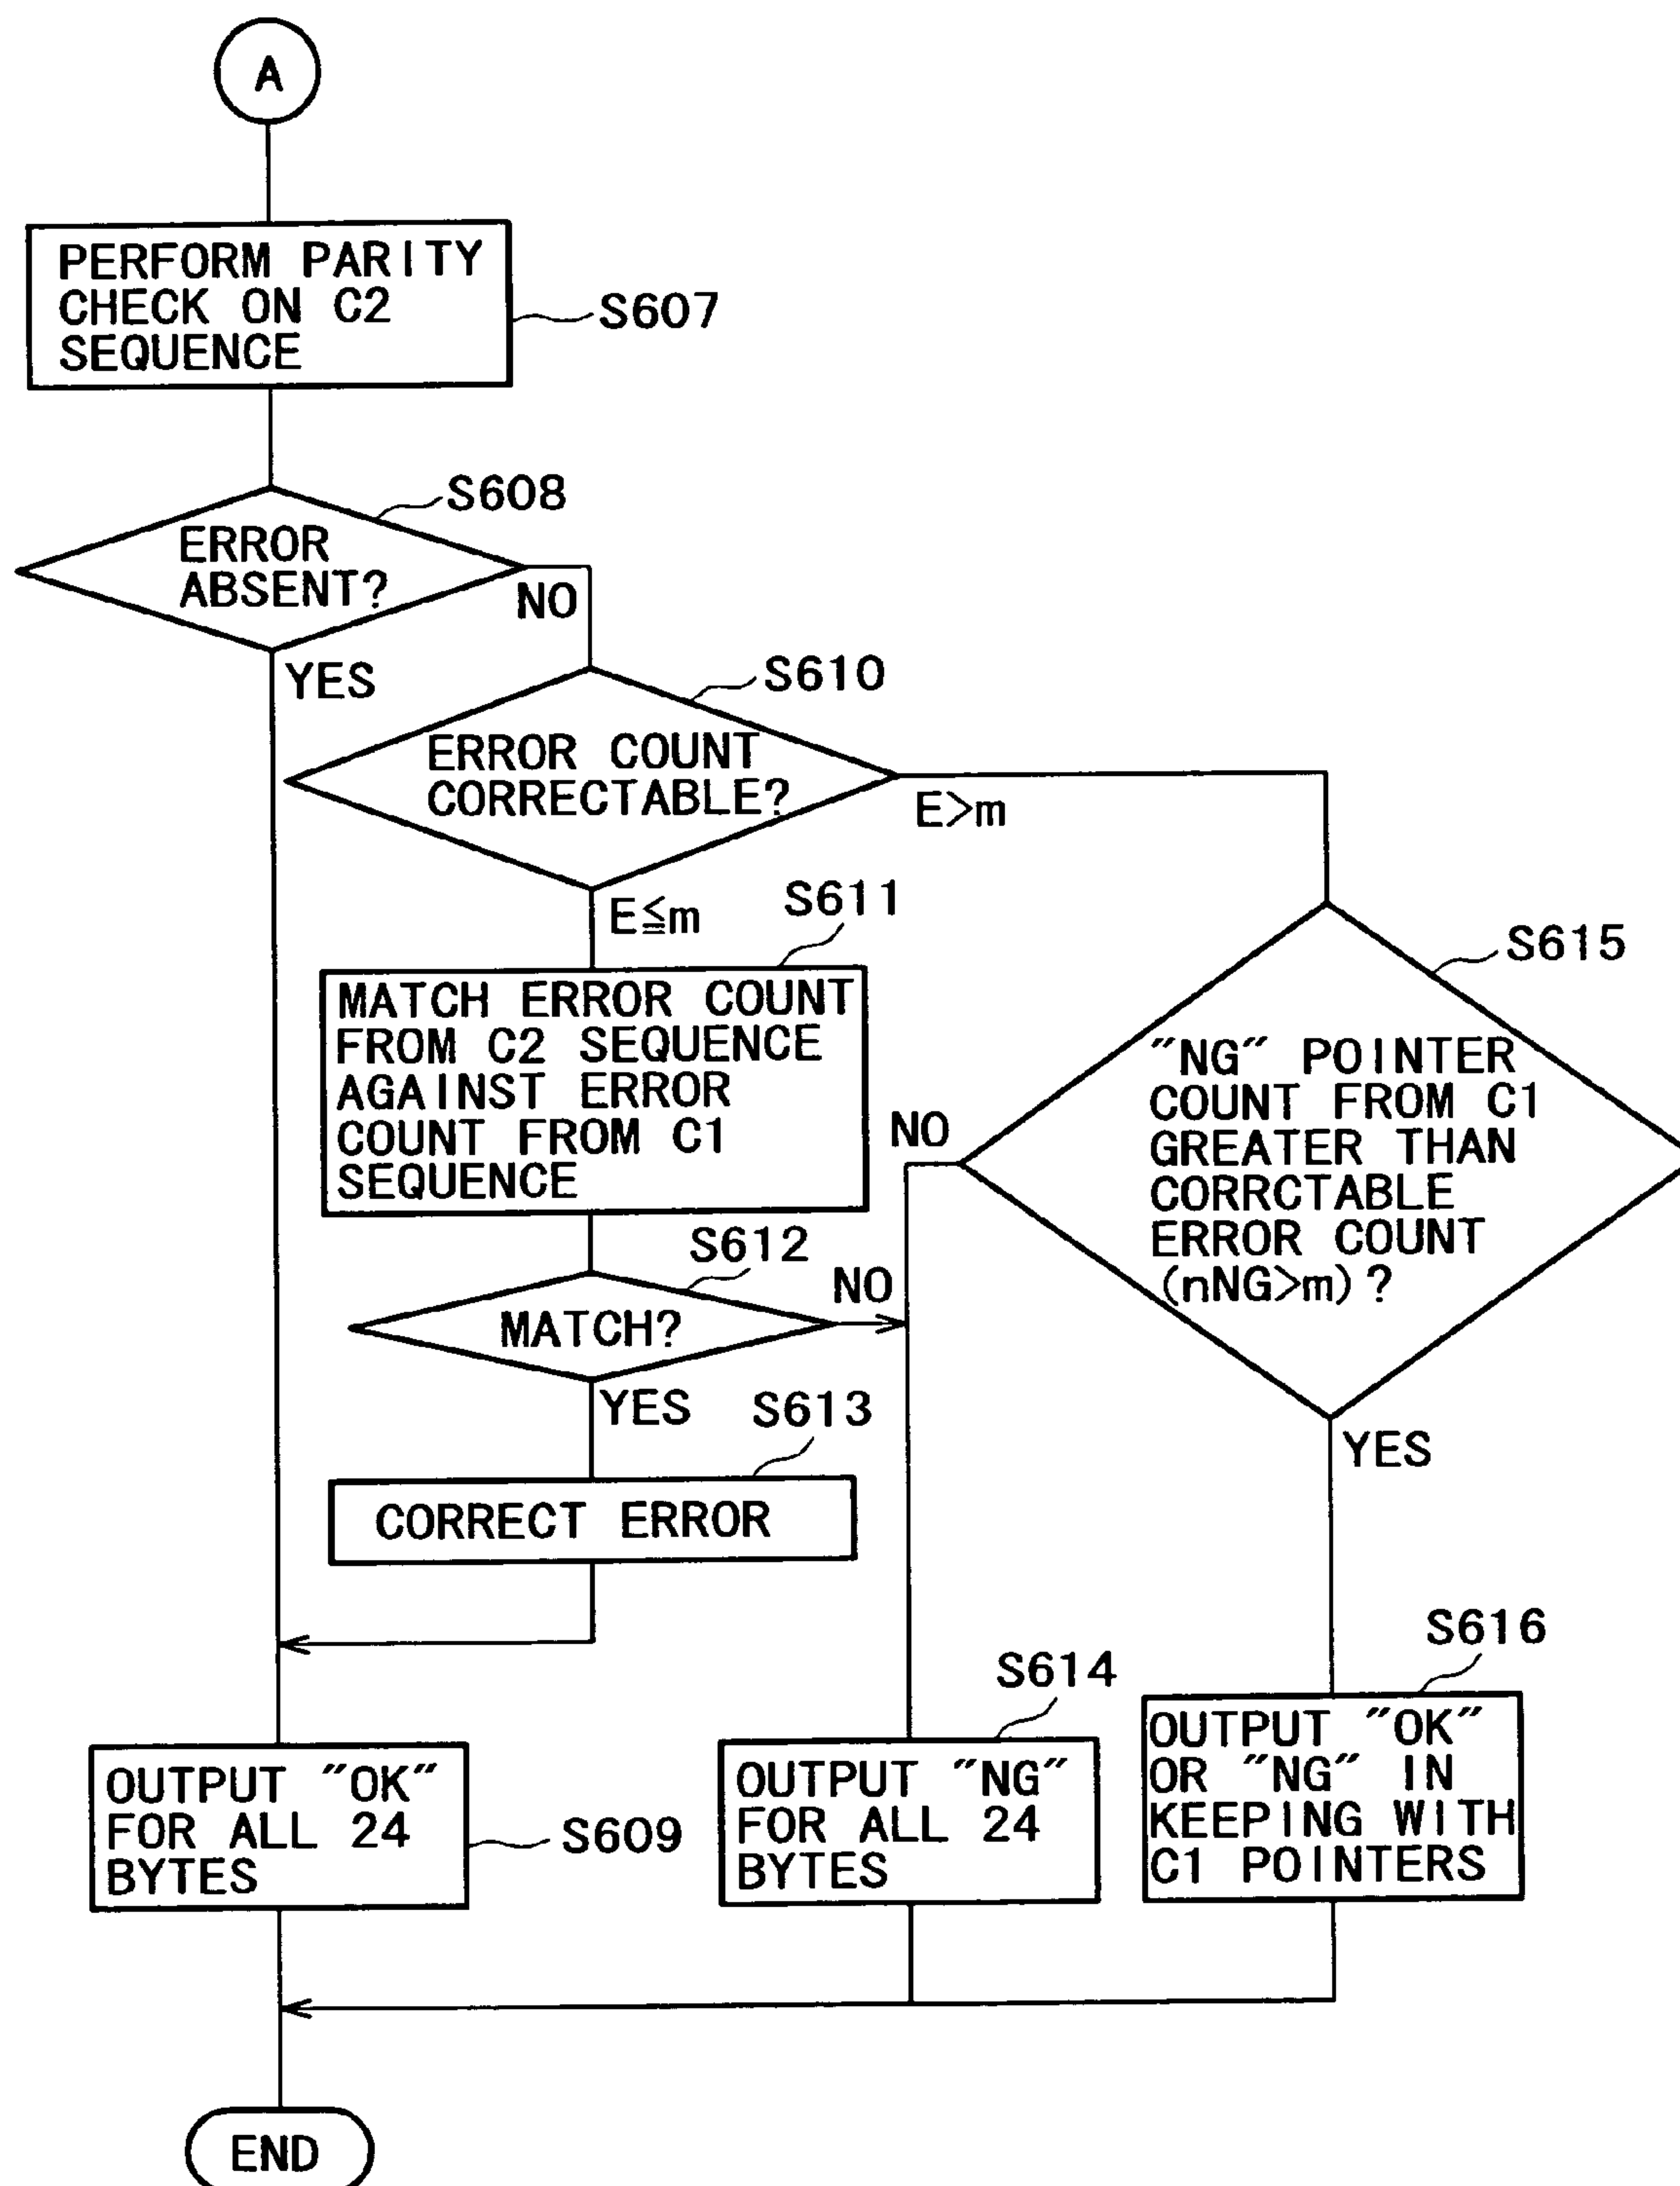 A
PERFORM PARITY
CHECK ON C2
SEQUENCE
S607
S608
ERROR
ABSENT?
NO
YES
S610
ERROR COUNT
CORRECTABLE?
E>m
E≦m
S611
MATCH ERROR COUNT
FROM C2 SEQUENCE
AGAINST ERROR
COUNT FROM C1
SEQUENCE
S615
"NG" POINTER
COUNT FROM C1
GREATER THAN
CORRCTABLE
ERROR COUNT
(nNG>m)?
NO
YES
S612
MATCH?
NO
YES
S613
CORRECT ERROR
OUTPUT "OK"
FOR ALL 24
BYTES
S609
S614
OUTPUT "NG"
FOR ALL 24
BYTES
S616
OUTPUT "OK"
OR "NG" IN
KEEPING WITH
C1 POINTERS
END